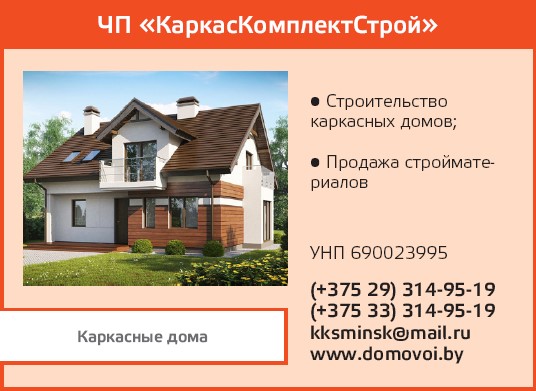 ЧП «КаркасКомплектСтрой»
• Строительство
каркасных домов;
• Продажа строймате-
риалов
УНП 690023995
(+375 29) 314-95-19
(+375 33) 314-95-19
kksminsk@mail.ru
www.domovoi.by
Каркасные дома